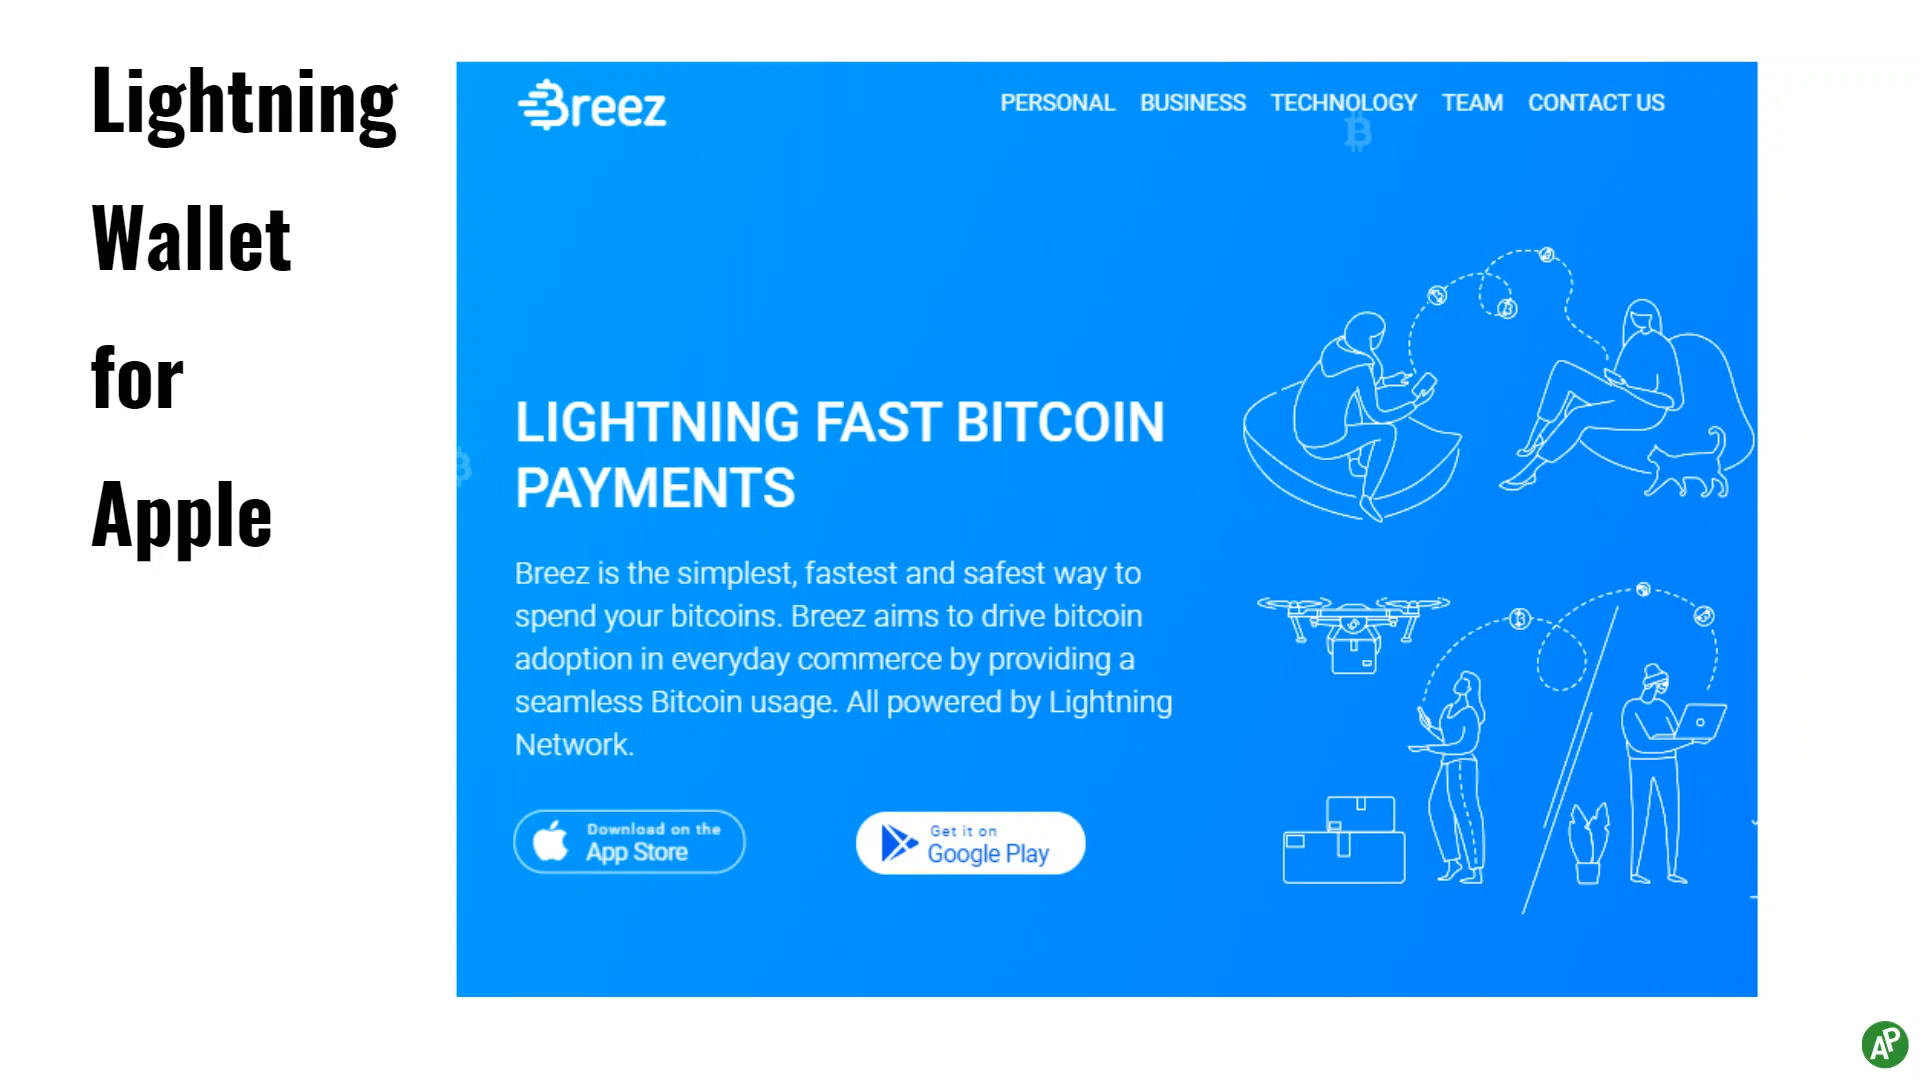 Lightning
Wallet
for
Apple
Breez
PERSONAL BUSINESS TECHNOLOGY TEAM CONTACT US
LIGHTNING FAST BITCOIN
PAYMENTS
Breez is the simplest, fastest and safest way to
spend your bitcoins. Breez aims to drive bitcoin
adoption in everyday commerce by providing a
seamless Bitcoin usage. All powered by Lightning
Network.
Download on the
App Store
Get it on
Google Play
AP